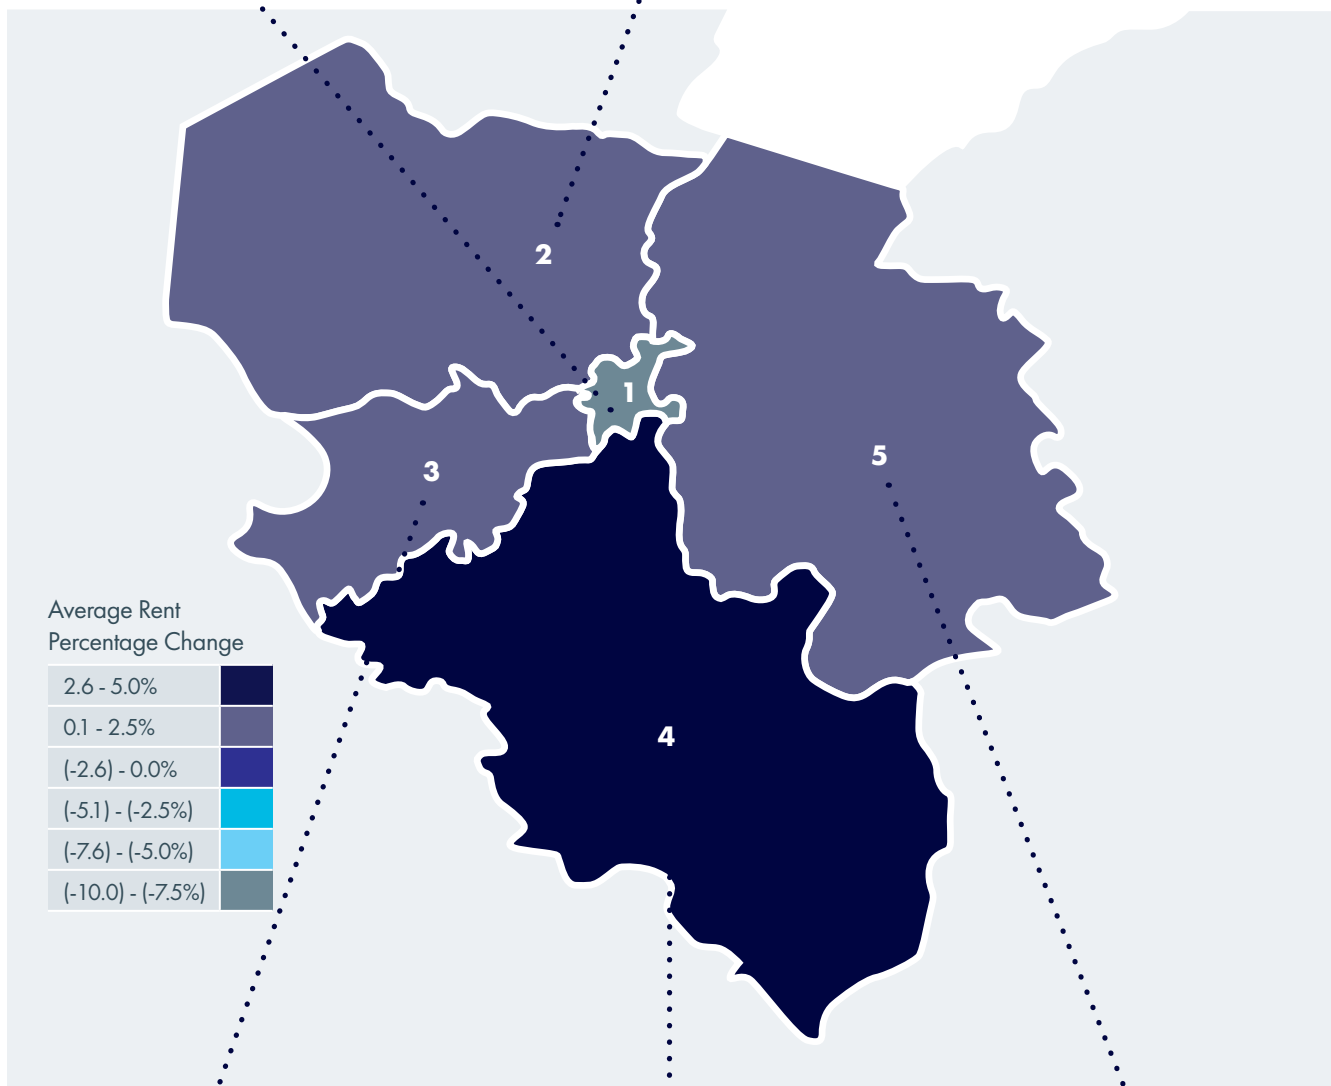 2
1
3
5
4
Average Rent
Percentage Change
2.6 - 5.0%
0.1 - 2.5%
(-2.6) - 0.0%
(-5.1) - (-2.5%)
(-7.6) - (-5.0%)
(-10.0) - (-7.5%)